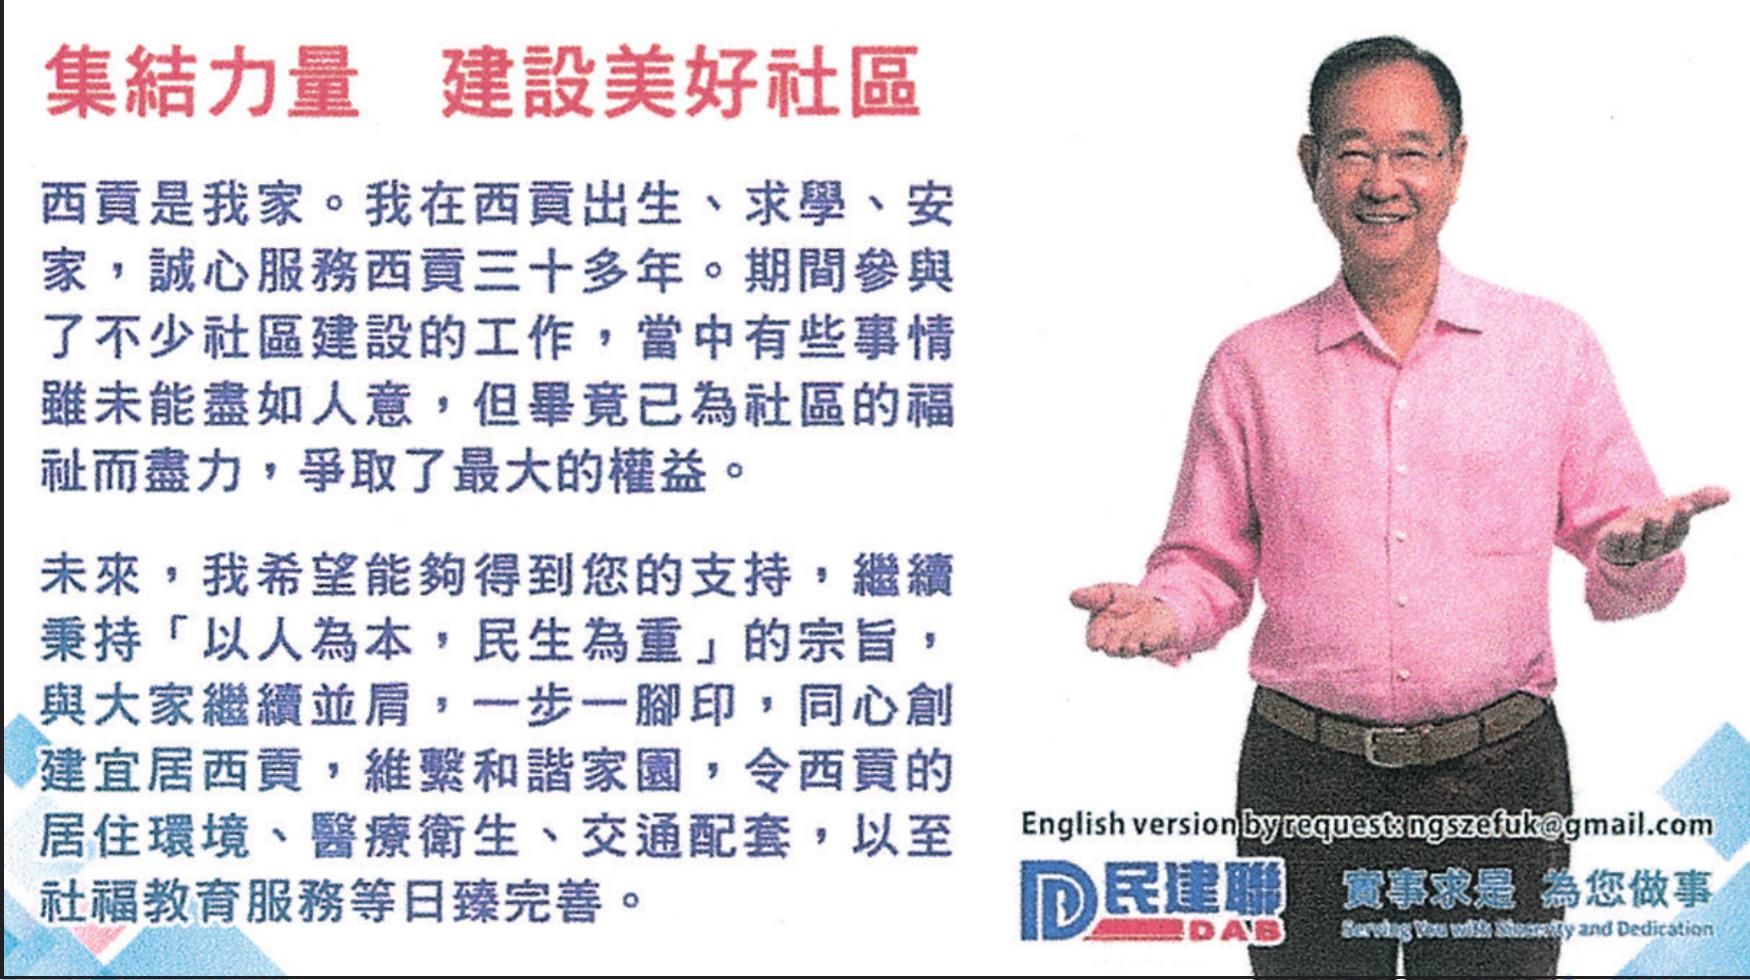 集結力量　建設美好社區
西貢是我家。我在西貢出生、求學、安
家，誠心服務西貢三十多年。期間參與
了不少社區建設的工作，當中有些事情
雖未能盡如人意，但畢竟已為社區的福
祉而盡力，爭取了最大的權益。
未來，我希望能夠得到您的支持，繼續
秉持「以人為本，民生為重」的宗旨，
與大家繼續並肩，一步一腳印，同心創
建宜居西貢，維繫和諧家園，令西貢的
居住環境、醫療衛生、交通配套，以至
社福教育服務等日臻完善。
English version by request: ngszefuk@gmail.com
民建聯
DAB
實事求是 為您做事
Serving You with Sincerity and Dedication